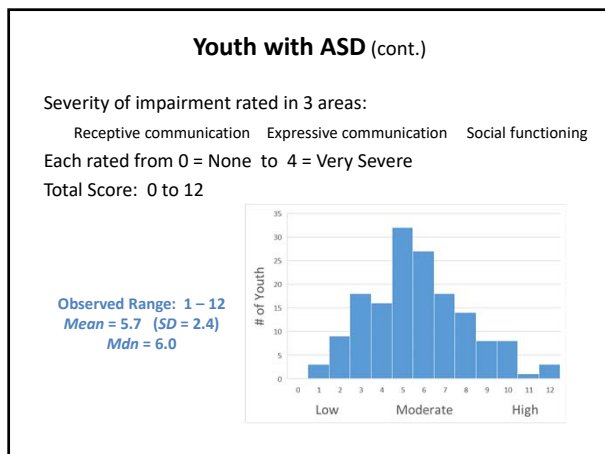 Youth with ASD (cont.)
Severity of impairment rated in 3 areas:
Receptive communication Expressive communication Social functioning
Each rated from 0 = None to 4 = Very Severe
Total Score: 0 to 12
Observed Range: 1 – 12
Mean = 5.7 (SD = 2.4)
Mdn = 6.0
# of Youth
35
30
25
20
15
10
5
0
0 1 2 3 4 5 6 7 8 9 10 11 12
Low Moderate High